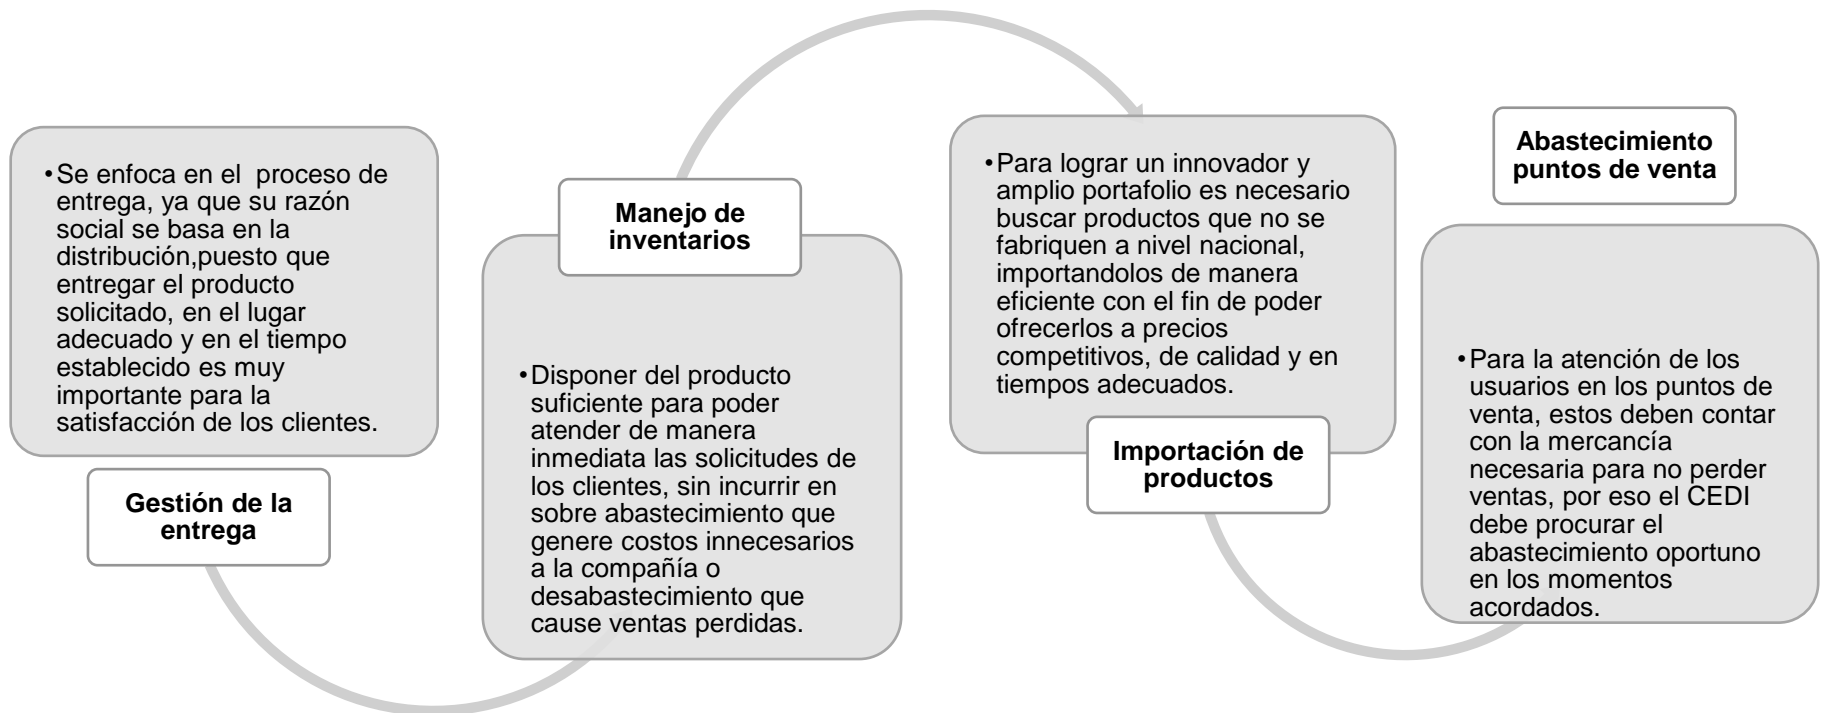 •Se enfoca en el proceso de
entrega, ya que su razón
social se basa en la
distribución,puesto que
entregar el producto
solicitado, en el lugar
adecuado y en el tiempo
establecido es muy
importante para la
satisfacción de los clientes.
Gestión de la
entrega
Manejo de
inventarios
•Disponer del producto
suficiente para poder
atender de manera
inmediata las solicitudes de
los clientes, sin incurrir en
sobre abastecimiento que
genere costos innecesarios
a la compañía o
desabastecimiento que
cause ventas perdidas.
•Para lograr un innovador y
amplio portafolio es necesario
buscar productos que no se
fabriquen a nivel nacional,
importandolos de manera
eficiente con el fin de poder
ofrecerlos a precios
competitivos, de calidad y en
tiempos adecuados.
Importación de
productos
Abastecimiento
puntos de venta
•Para la atención de los
usuarios en los puntos de
venta, estos deben contar
con la mercancía
necesaria para no perder
ventas, por eso el CEDI
debe procurar el
abastecimiento oportuno
en los momentos
acordados.